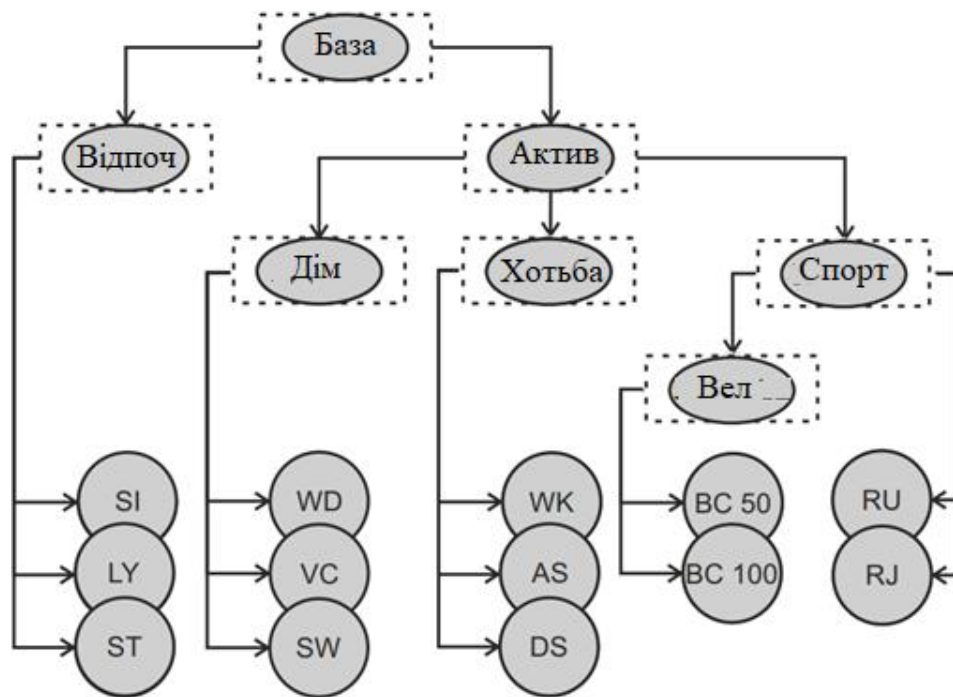 База
Відпоч
Актив
Дім
Хотьба
Спорт
Вел
SI
WD
WK
BC 50
RU
LY
VC
AS
BC 100
RJ
ST
SW
DS